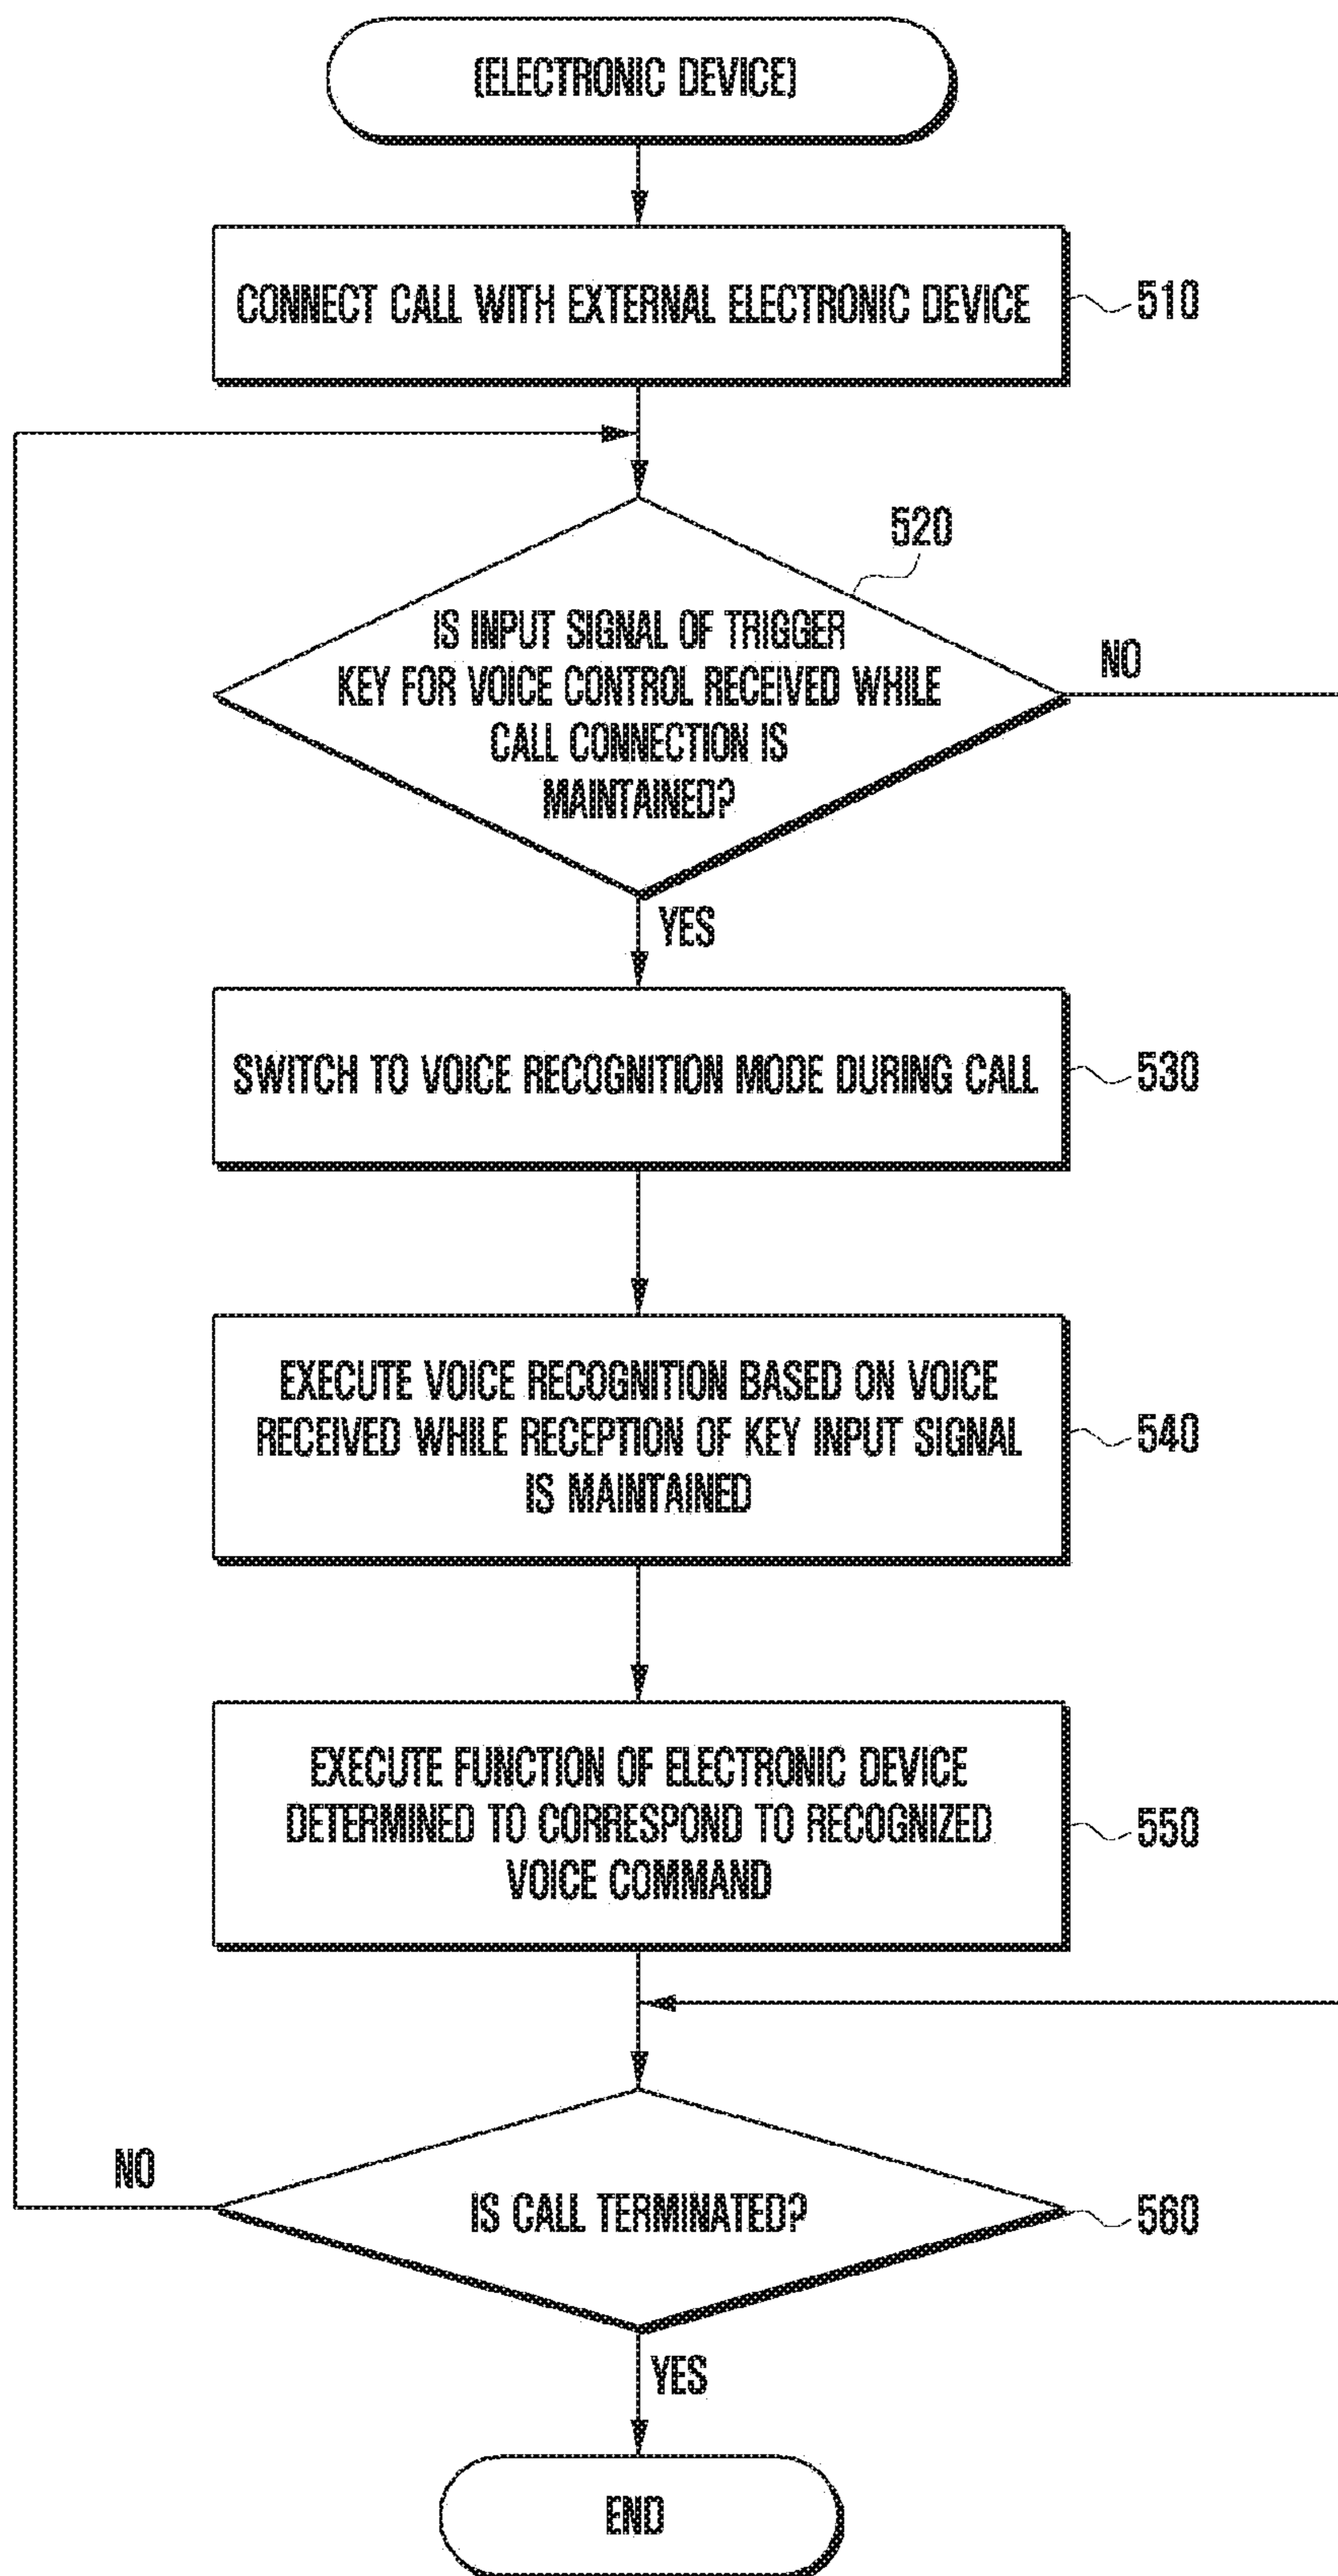 (ELECTRONIC DEVICE)
CONNECT CALL WITH EXTERNAL ELECTRONIC DEVICE
510
520
IS INPUT SIGNAL OF TRIGGER
KEY FOR VOICE CONTROL RECEIVED WHILE
CALL CONNECTION IS
MAINTAINED?
NO
YES
SWITCH TO VOICE RECOGNITION MODE DURING CALL
530
EXECUTE VOICE RECOGNITION BASED ON VOICE
RECEIVED WHILE RECEPTION OF KEY INPUT SIGNAL
IS MAINTAINED
540
EXECUTE FUNCTION OF ELECTRONIC DEVICE
DETERMINED TO CORRESPOND TO RECOGNIZED
VOICE COMMAND
550
NO
IS CALL TERMINATED?
560
YES
END